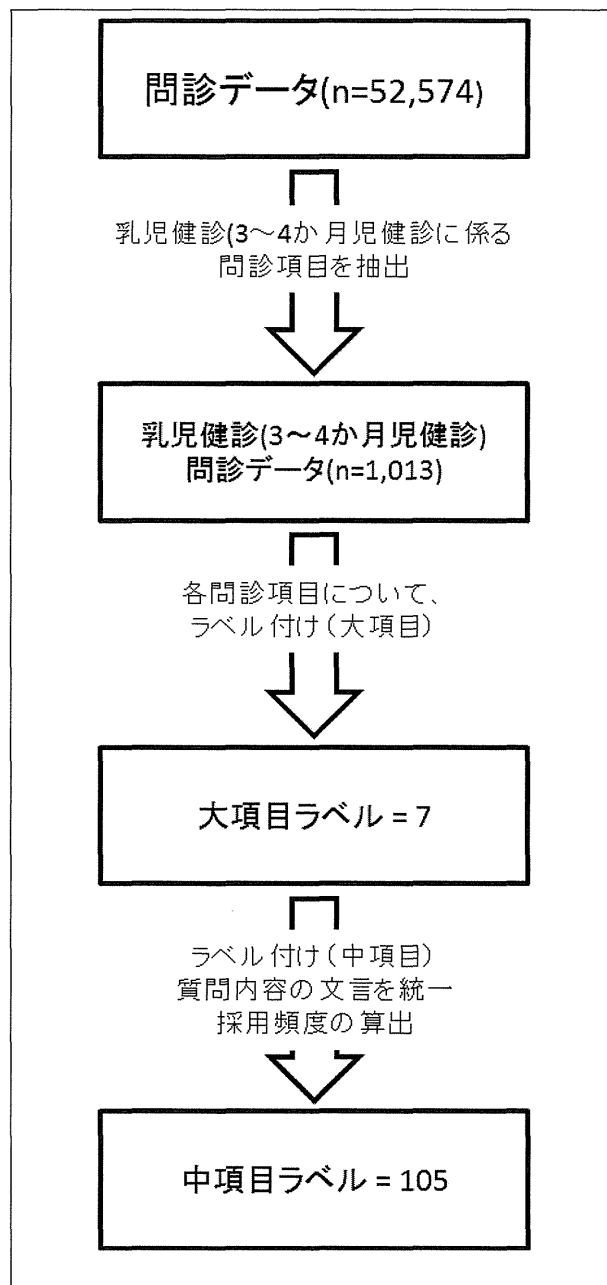 問診データ(n=52,574)
乳児健診(3～4か月児健診に係る
問診項目を抽出
乳児健診(3～4か月児健診)
問診データ(n=1,013)
各問診項目について、
ラベル付け（大項目）
大項目ラベル = 7
ラベル付け（中項目）
質問内容の文言を統一
採用頻度の算出
中項目ラベル = 105